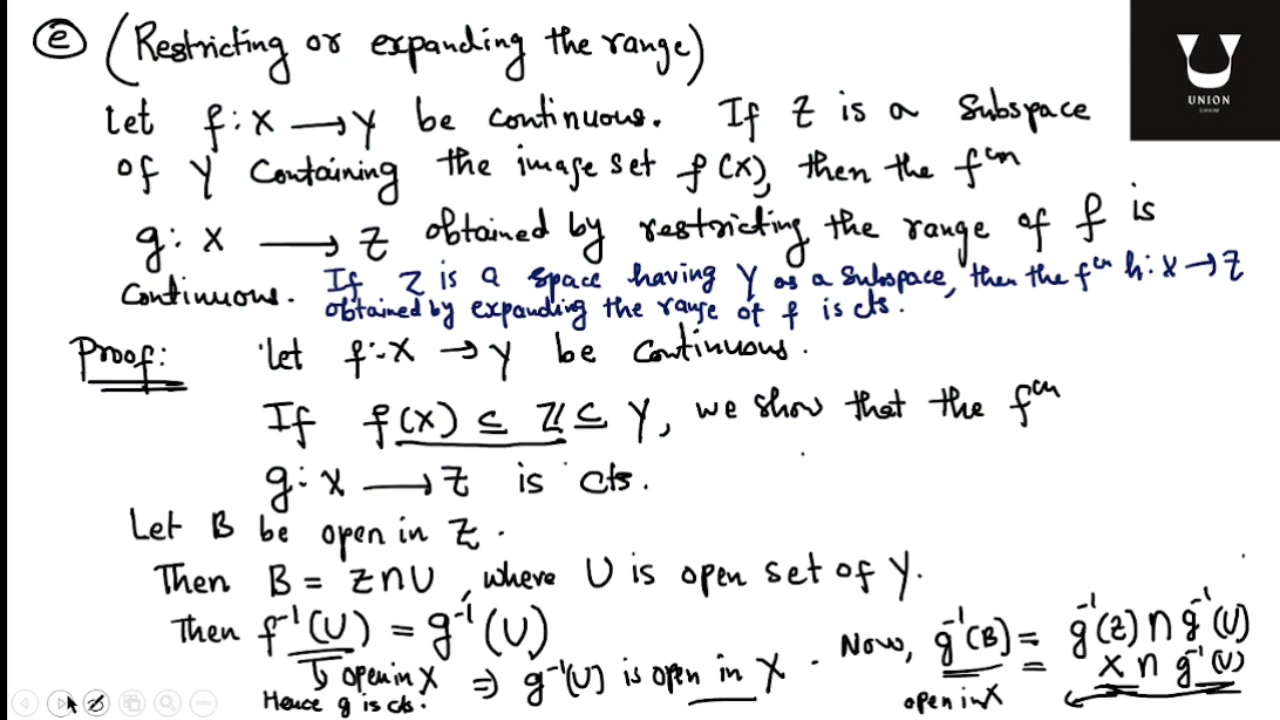 ⓔ (Restricting or expanding the range)
UNION
Let f: X → Y be continuous. If Z is a Subspace
of Y Containing the image set f(X), then the fᶜⁿ
g: X → Z obtained by restricting the range of f is
Continuous. If Z is a space having Y as a Subspace, then the fᶜⁿ h: X → Z
obtained by expanding the range of f is cts.
Proof: Let f: X → Y be Continuous.
If f(X) ⊆ Z ⊆ Y, we show that the fᶜⁿ
g: X → Z is cts.
Let B be open in Z.
Then B = Z∩U, where U is open set of Y.
Then f⁻¹(U) = g⁻¹(U)
Now, g⁻¹(B) = g⁻¹(Z) ∩ g⁻¹(U)
open in X ⇒ g⁻¹(U) is open in X.
= X ∩ g⁻¹(U)
Hence g is cts.
open in X